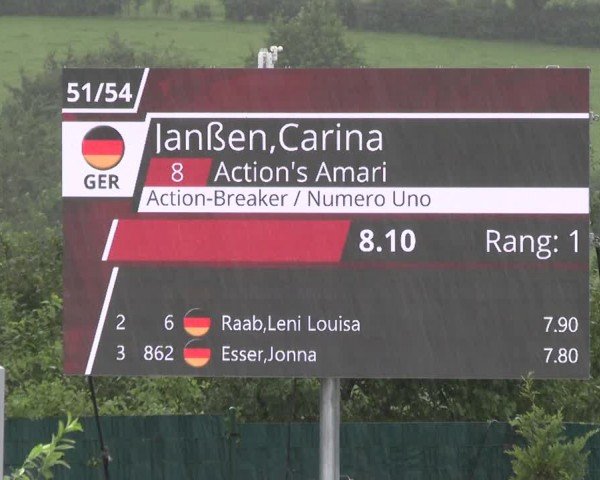 51/54
Janßen,Carina
GER
8 Action's Amari
Action-Breaker / Numero Uno
8.10 Rang: 1
2 6 Raab,Leni Louisa 7.90
3 862 Esser,Jonna 7.80